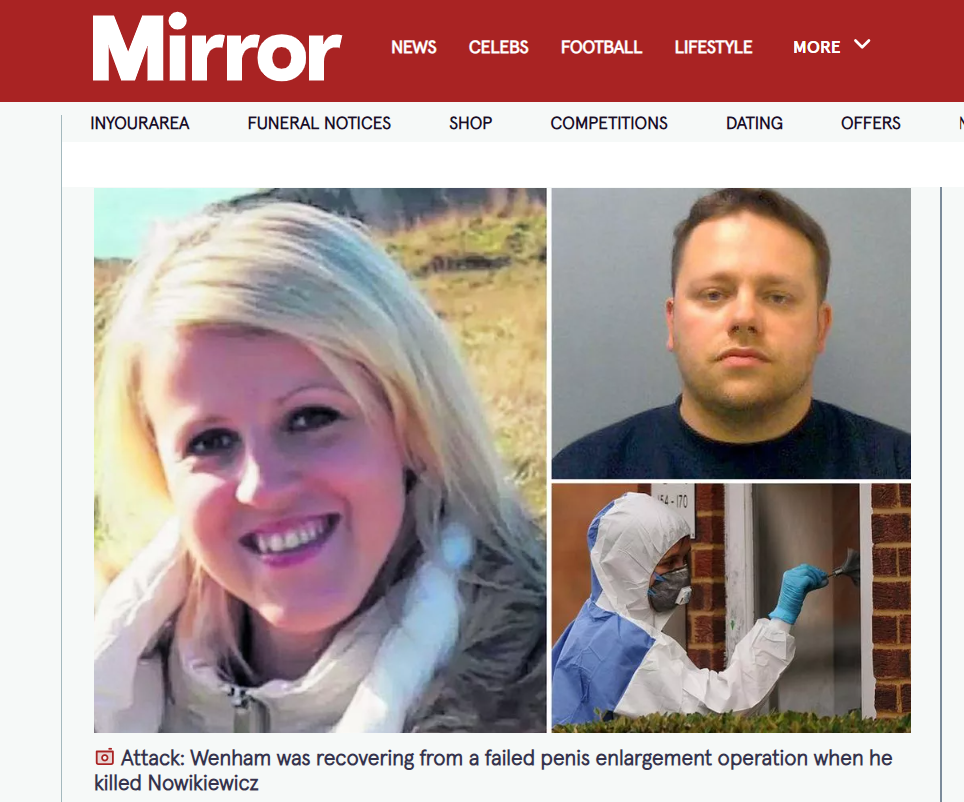 Mirror
NEWS CELEBS FOOTBALL LIFESTYLE MORE
INYOURAREA FUNERAL NOTICES SHOP COMPETITIONS DATING OFFERS
154 - 170
Attack: Wenham was recovering from a failed penis enlargement operation when he
killed Nowikiewicz